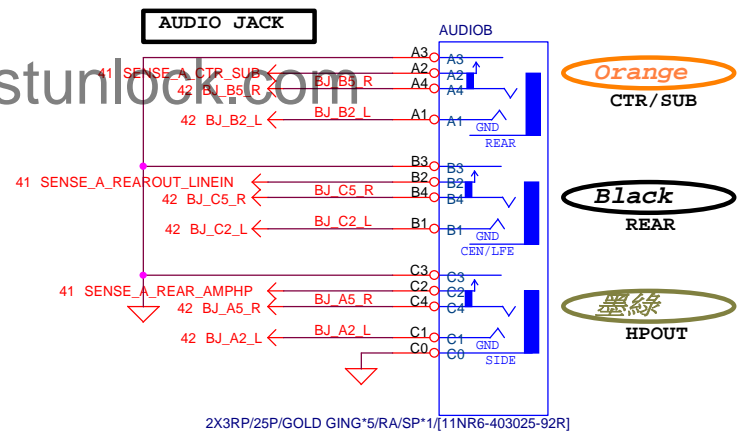 AUDIO JACK
AUDIOB
stunlock.com
A3 A3
41 SENSE_A_CTR_SUB A2 A2
42 BJ_B5_R BJ_B5_R A4 A4
42 BJ_B2_L BJ_B2_L A1 A1
GND
REAR
Orange
CTR/SUB
B3 B3
41 SENSE_A_REAROUT_LINEIN B2 B2
42 BJ_C5_R BJ_C5_R B4 B4
42 BJ_C2_L BJ_C2_L B1 B1
GND
CEN/LFE
Black
REAR
C3 C3
41 SENSE_A_REAR_AMPHP C2 C2
42 BJ_A5_R BJ_A5_R C4 C4
42 BJ_A2_L BJ_A2_L C1 C1
GND
C0 C0
SIDE
墨綠
HPOUT
2X3RP/25P/GOLD GING*5/RA/SP*1/[11NR6-403025-92R]